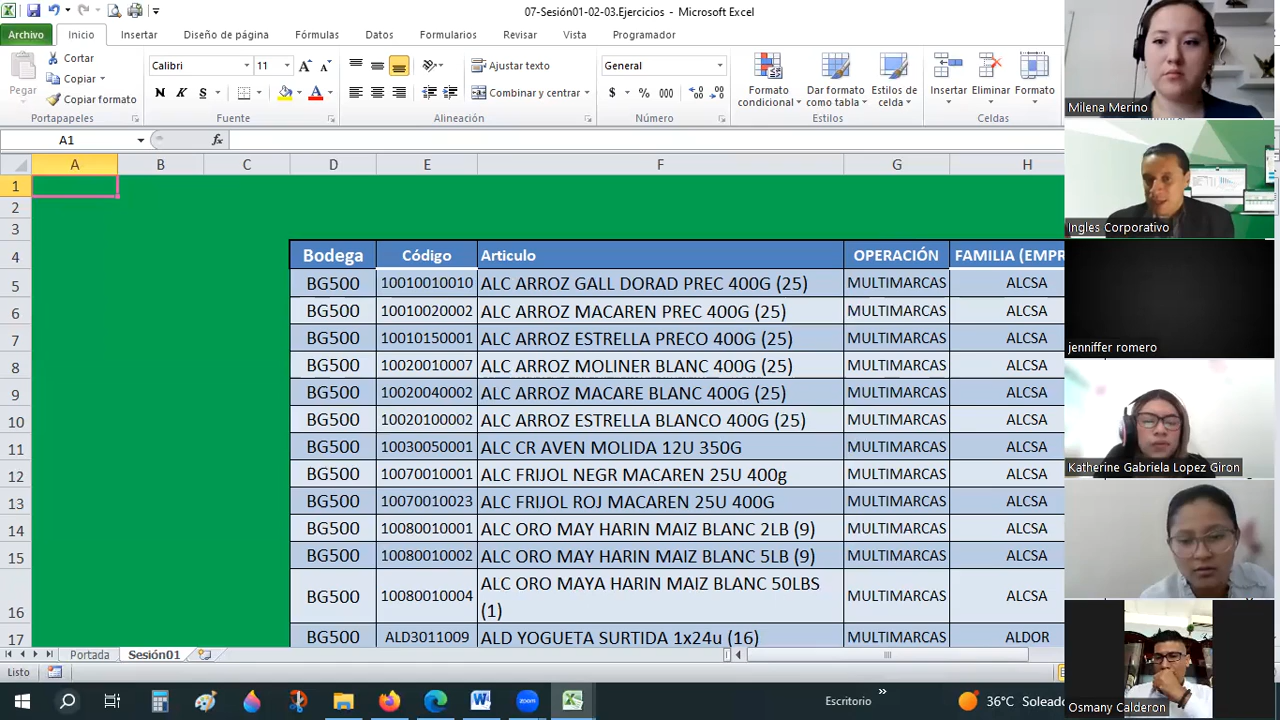 07-Sesión01-02-03.Ejercicios - Microsoft Excel
Archivo Inicio Insertar Diseño de página Fórmulas Datos Formularios Revisar Vista Programador
Pegar
Cortar
Copiar
Copiar formato
Portapapeles
Calibri 11
N K S
Fuente
Ajustar texto
Combinar y centrar
Alineación
General
$ % 000
Número
Formato condicional
Dar formato como tabla
Estilos de celda
Estilos
Insertar Eliminar Formato
Celdas
A1 fx
A B C D E F G H
1
2
3
4 Bodega Código Articulo OPERACIÓN FAMILIA (EMPR
5 BG500 10010010010 ALC ARROZ GALL DORAD PREC 400G (25) MULTIMARCAS ALCSA
6 BG500 10010020002 ALC ARROZ MACAREN PREC 400G (25) MULTIMARCAS ALCSA
7 BG500 10010150001 ALC ARROZ ESTRELLA PRECO 400G (25) MULTIMARCAS ALCSA
8 BG500 10020010007 ALC ARROZ MOLINER BLANC 400G (25) MULTIMARCAS ALCSA
9 BG500 10020040002 ALC ARROZ MACARE BLANC 400G (25) MULTIMARCAS ALCSA
10 BG500 10020100002 ALC ARROZ ESTRELLA BLANCO 400G (25) MULTIMARCAS ALCSA
11 BG500 10030050001 ALC CR AVEN MOLIDA 12U 350G MULTIMARCAS ALCSA
12 BG500 10070010001 ALC FRIJOL NEGR MACAREN 25U 400g MULTIMARCAS ALCSA
13 BG500 10070010023 ALC FRIJOL ROJ MACAREN 25U 400G MULTIMARCAS ALCSA
14 BG500 10080010001 ALC ORO MAY HARIN MAIZ BLANC 2LB (9) MULTIMARCAS ALCSA
15 BG500 10080010002 ALC ORO MAY HARIN MAIZ BLANC 5LB (9) MULTIMARCAS ALCSA
16 BG500 10080010004 ALC ORO MAYA HARIN MAIZ BLANC 50LBS (1) MULTIMARCAS ALCSA
17 BG500 ALD3011009 ALD YOGUETA SURTIDA 1x24u (16) MULTIMARCAS ALDOR
Portada Sesión01
Listo
Escritorio » 36°C Soleado
Milena Merino
Ingles Corporativo
jenniffer romero
Katherine Gabriela Lopez Giron
Osmany Calderon